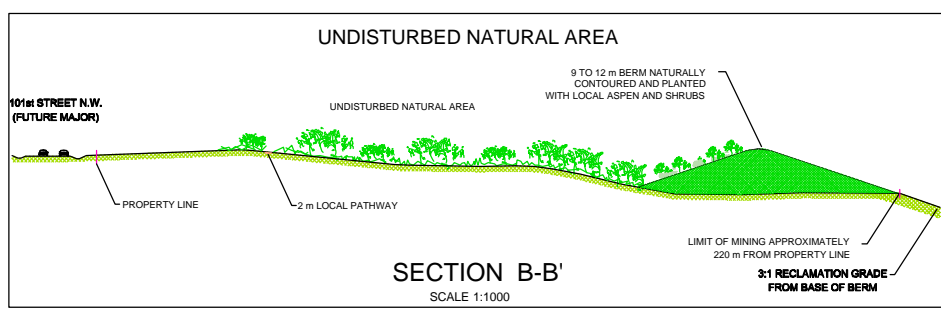 UNDISTURBED NATURAL AREA
9 TO 12 m BERM NATURALLY
CONTOURED AND PLANTED
WITH LOCAL ASPEN AND SHRUBS
101st STREET N.W.
(FUTURE MAJOR)
UNDISTURBED NATURAL AREA
PROPERTY LINE
2 m LOCAL PATHWAY
LIMIT OF MINING APPROXIMATELY
220 m FROM PROPERTY LINE
3:1 RECLAMATION GRADE
FROM BASE OF BERM
SECTION B-B'
SCALE 1:1000